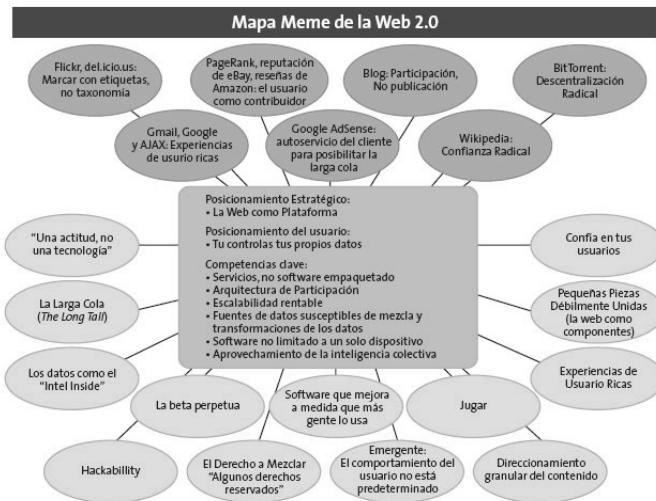 Mapa Meme de la Web 2.0
Flickr, del.icio.us:
Marcar con etiquetas,
no taxonomía
PageRank, reputación
de eBay, reseñas de
Amazon: el usuario
como contribuidor
Blog: Participación,
No publicación
BitTorrent:
Descentralización
Radical
Gmail, Google
y AJAX: Experiencias
de usurio ricas
Google AdSense:
autoservicio del cliente
para posibilitar la
larga cola
Wikipedia:
Confianza Radical
Posicionamiento Estratégico:
• La Web como Plataforma
Posicionamiento del usuario:
• Tu controlas tus propios datos
Competencias clave:
• Servicios, no software empaquetado
• Arquitectura de Participación
• Escalabilidad rentable
• Fuentes de datos susceptibles de mezcla y
transformaciones de los datos
• Software no limitado a un solo dispositivo
• Aprovechamiento de la inteligencia colectiva
"Una actitud, no
una tecnología"
Confía en tus
usuarios
La Larga Cola
(The Long Tail)
Pequeñas Piezas
Débilmente Unidas
(la web como
componentes)
Los datos como el
"Intel Inside"
Experiencias de
Usuario Ricas
La beta perpetua
Software que mejora
a medida que más
gente lo usa
Jugar
Hackabillity
El Derecho a Mezclar
"Algunos derechos
reservados"
Emergente:
El comportamiento del
usuario no está
predeterminado
Direccionamiento
granular del contenido